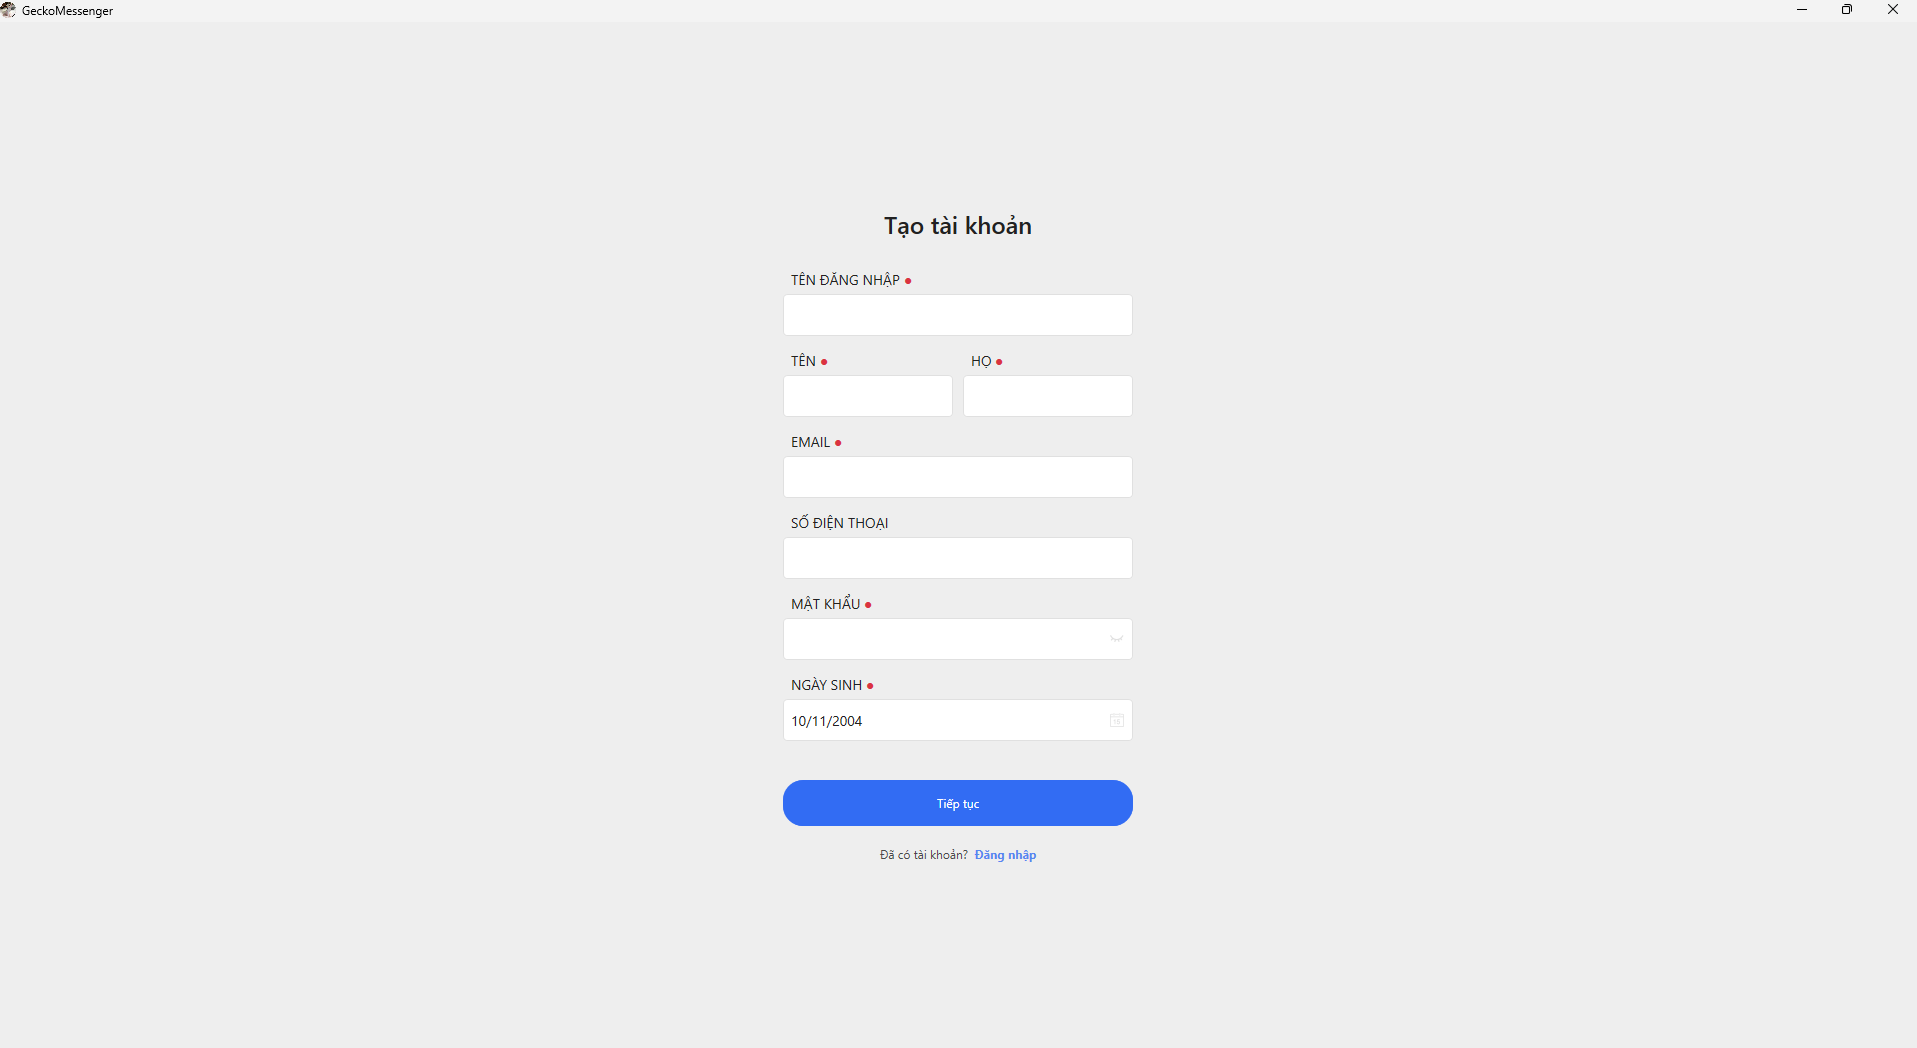 GeckoMessenger
Tạo tài khoản
TÊN ĐĂNG NHẬP
TÊN HỌ
EMAIL
SỐ ĐIỆN THOẠI
MẬT KHẨU
NGÀY SINH
10/11/2004
Tiếp tục
Đã có tài khoản? Đăng nhập